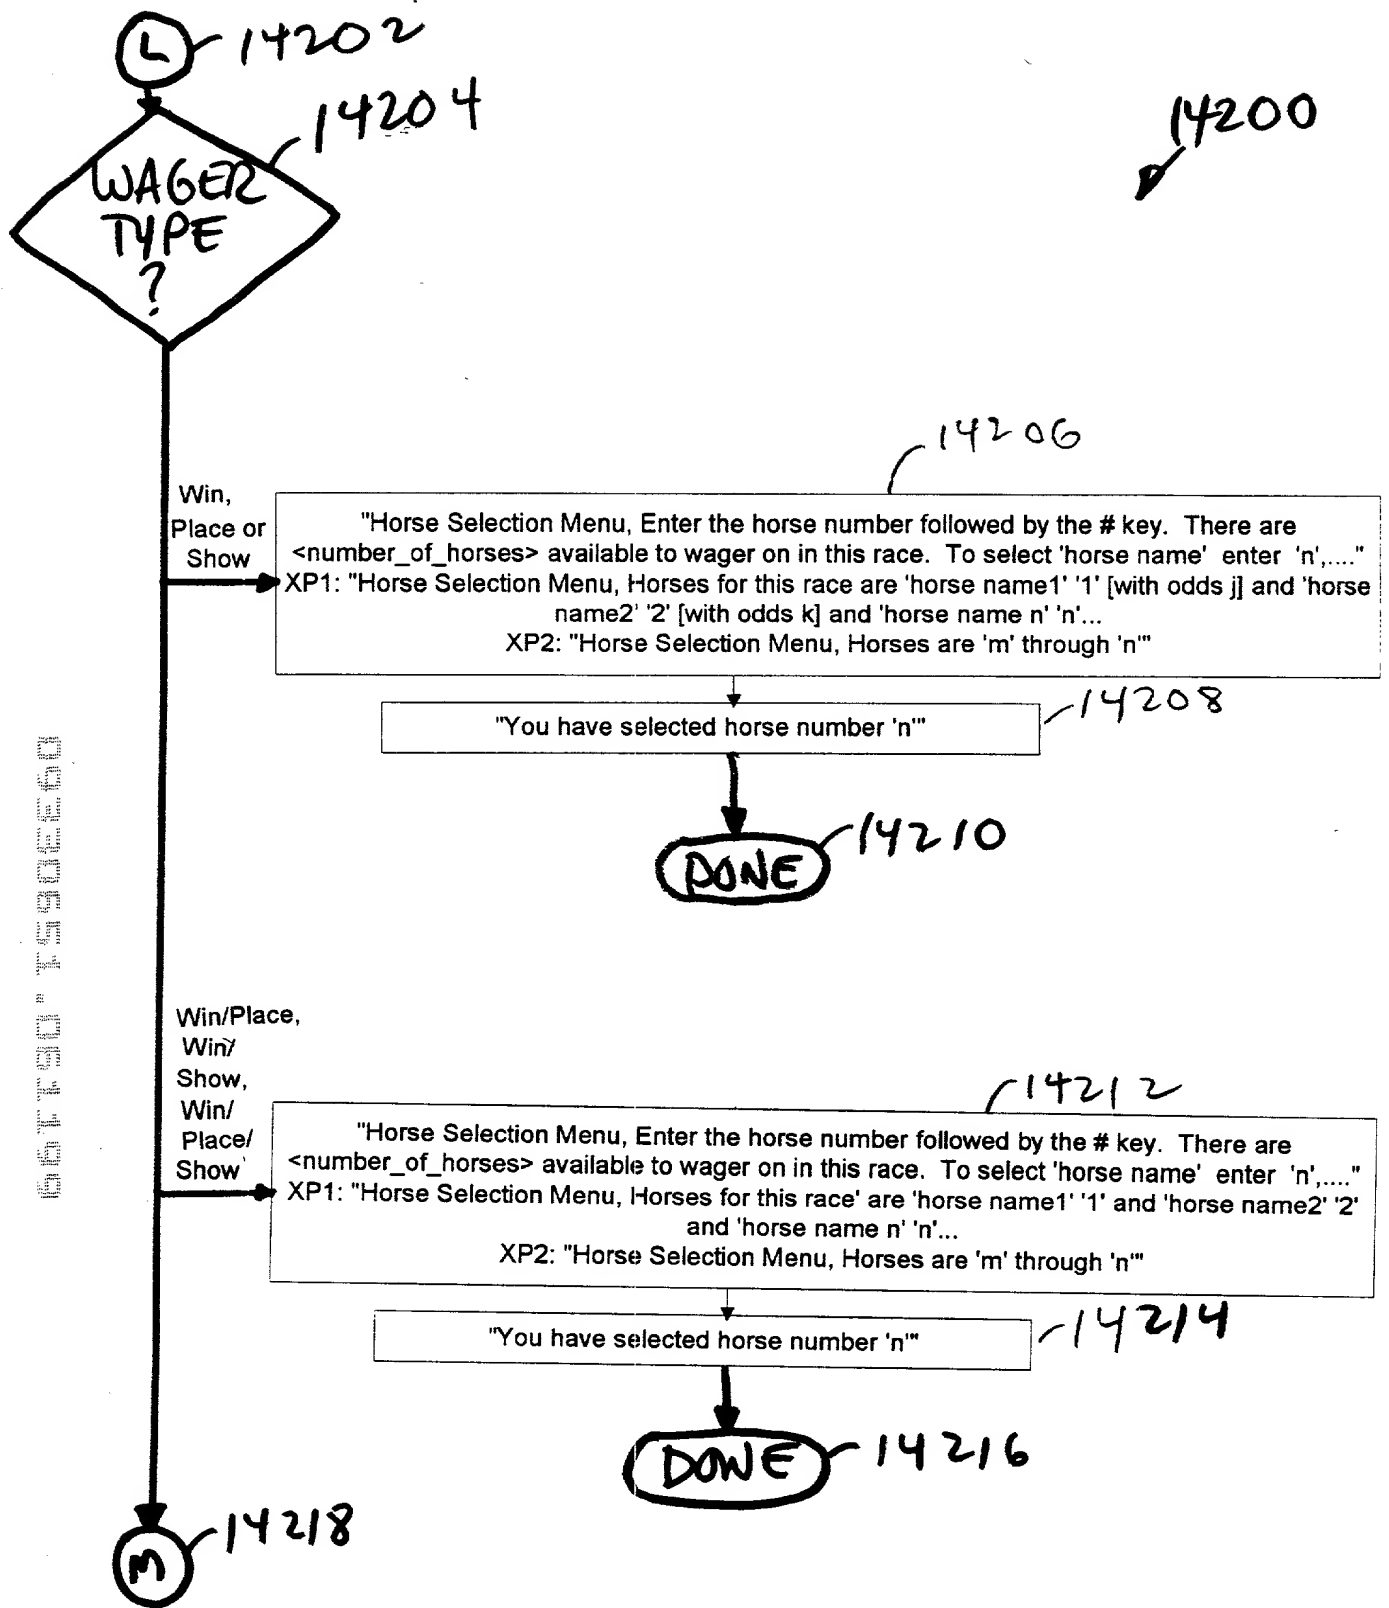 L 14202
14204
14200
WAGER
TYPE
?
14206
Win,
Place or
Show
"Horse Selection Menu, Enter the horse number followed by the # key. There are
<number_of_horses> available to wager on in this race. To select 'horse name' enter 'n',...."
XP1: "Horse Selection Menu, Horses for this race are 'horse name1' '1' [with odds j] and 'horse
name2' '2' [with odds k] and 'horse name n' 'n'...
XP2: "Horse Selection Menu, Horses are 'm' through 'n'"
14208
"You have selected horse number 'n'"
14210
DONE
Win/Place,
Win/
Show,
Win/
Place/
Show
14212
"Horse Selection Menu, Enter the horse number followed by the # key. There are
<number_of_horses> available to wager on in this race. To select 'horse name' enter 'n',...."
XP1: "Horse Selection Menu, Horses for this race' are 'horse name1' '1' and 'horse name2' '2'
and 'horse name n' 'n'...
XP2: "Horse Selection Menu, Horses are 'm' through 'n'"
14214
"You have selected horse number 'n'"
DONE 14216
14218
M